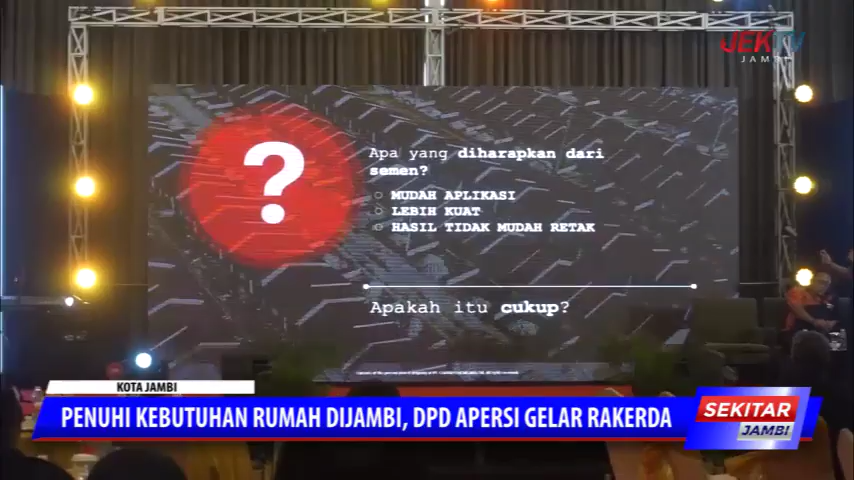 JEKTV
JAMBI
?
Apa yang diharapkan dari
semen?
MUDAH APLIKASI
LEBIH KUAT
HASIL TIDAK MUDAH RETAK
Apakah itu cukup?
KOTA JAMBI
PENUHI KEBUTUHAN RUMAH DIJAMBI, DPD APERSI GELAR RAKERDA
SEKITAR
JAMBI